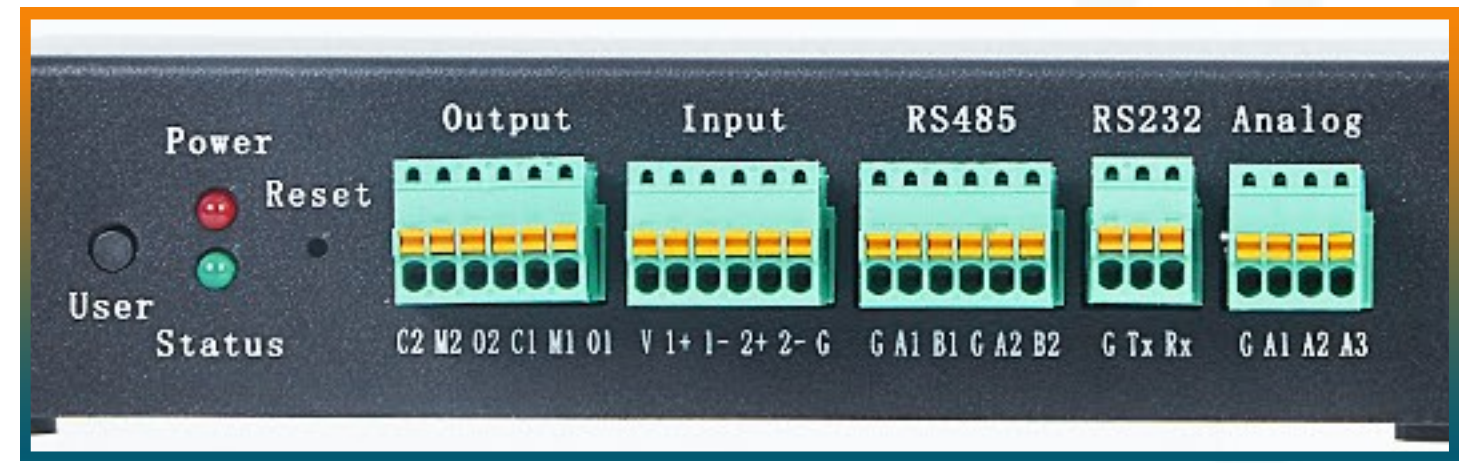 Output Input RS485 RS232 Analog
Power
Reset
User
Status
C2 M2 O2 C1 M1 O1 V 1+ 1- 2+ 2- G G A1 B1 G A2 B2 G Tx Rx G A1 A2 A3